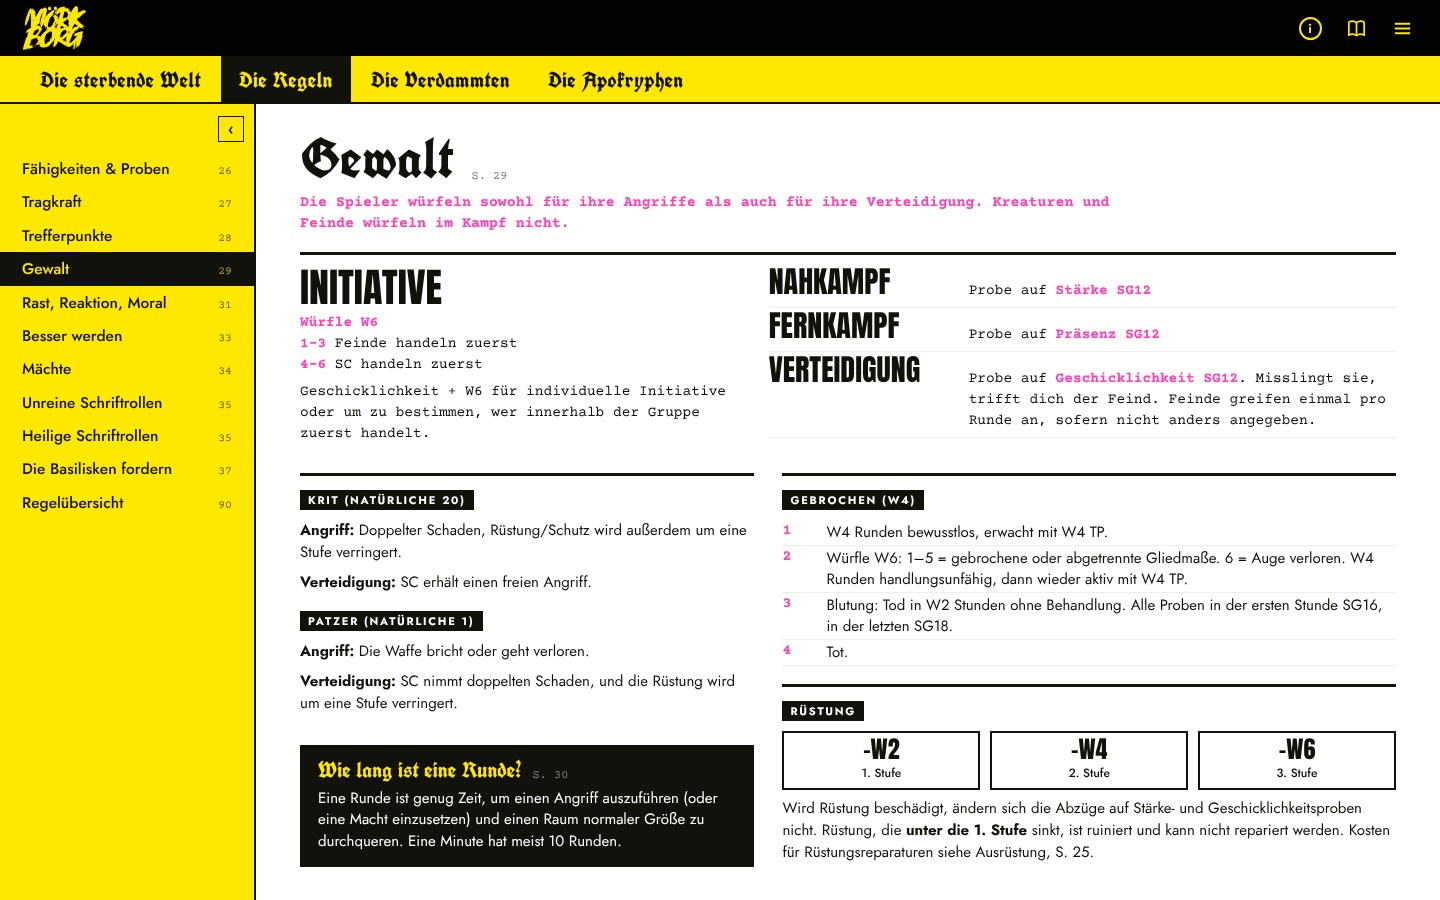 MÖRK
BORG
Die sterbende Welt
Die Regeln
Die Verdammten
Die Apokryphen
Fähigkeiten & Proben 26
Tragkraft 27
Trefferpunkte 28
Gewalt 29
Rast, Reaktion, Moral 31
Besser werden 33
Mächte 34
Unreine Schriftrollen 35
Heilige Schriftrollen 35
Die Basilisken fordern 37
Regelübersicht 90
Gewalt S. 29
Die Spieler würfeln sowohl für ihre Angriffe als auch für ihre Verteidigung. Kreaturen und
Feinde würfeln im Kampf nicht.
INITIATIVE
Würfle W6
1–3 Feinde handeln zuerst
4–6 SC handeln zuerst
Geschicklichkeit + W6 für individuelle Initiative
oder um zu bestimmen, wer innerhalb der Gruppe
zuerst handelt.
NAHKAMPF
Probe auf Stärke SG12
FERNKAMPF
Probe auf Präsenz SG12
VERTEIDIGUNG
Probe auf Geschicklichkeit SG12. Misslingt sie,
trifft dich der Feind. Feinde greifen einmal pro
Runde an, sofern nicht anders angegeben.
KRIT (NATÜRLICHE 20)
Angriff: Doppelter Schaden, Rüstung/Schutz wird außerdem um eine
Stufe verringert.
Verteidigung: SC erhält einen freien Angriff.
PATZER (NATÜRLICHE 1)
Angriff: Die Waffe bricht oder geht verloren.
Verteidigung: SC nimmt doppelten Schaden, und die Rüstung wird
um eine Stufe verringert.
Wie lang ist eine Runde? S. 30
Eine Runde ist genug Zeit, um einen Angriff auszuführen (oder
eine Macht einzusetzen) und einen Raum normaler Größe zu
durchqueren. Eine Minute hat meist 10 Runden.
GEBROCHEN (W4)
1 W4 Runden bewusstlos, erwacht mit W4 TP.
2 Würfle W6: 1–5 = gebrochene oder abgetrennte Gliedmaße. 6 = Auge verloren. W4
Runden handlungsunfähig, dann wieder aktiv mit W4 TP.
3 Blutung: Tod in W2 Stunden ohne Behandlung. Alle Proben in der ersten Stunde SG16,
in der letzten SG18.
4 Tot.
RÜSTUNG
-W2
1. Stufe
-W4
2. Stufe
-W6
3. Stufe
Wird Rüstung beschädigt, ändern sich die Abzüge auf Stärke- und Geschicklichkeitsproben
nicht. Rüstung, die unter die 1. Stufe sinkt, ist ruiniert und kann nicht repariert werden. Kosten
für Rüstungsreparaturen siehe Ausrüstung, S. 25.